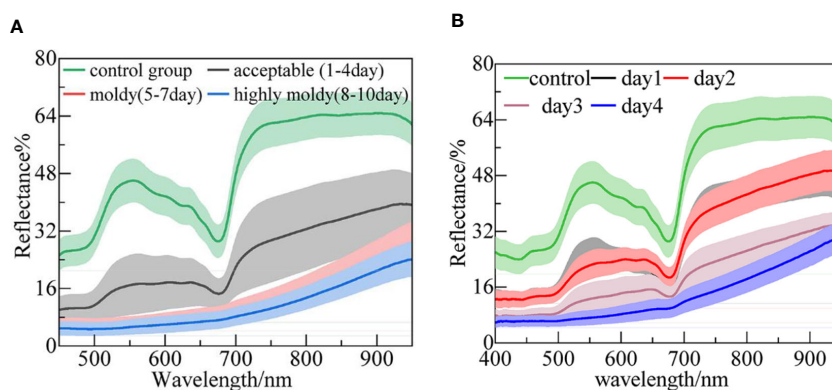 A
Reflectance%
80
64
48
32
16
0
control group
acceptable (1-4day)
moldy(5-7day)
highly moldy(8-10day)
500
600
700
800
900
Wavelength/nm
B
Reflectance/%
80
64
48
32
16
0
control
day1
day2
day3
day4
400
500
600
700
800
900
wavelength/nm